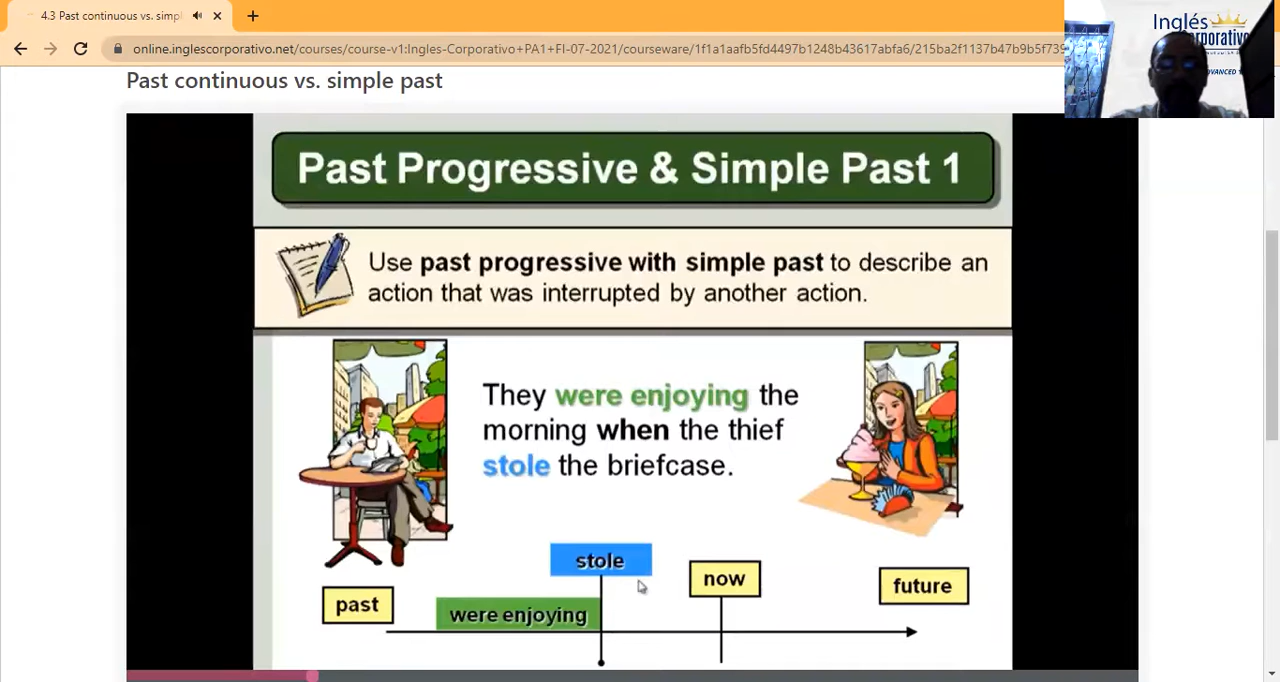 4.3 Past continuous vs. simpl
online.inglescorporativo.net/courses/course-v1:Ingles-Corporativo+PA1+FI-07-2021/courseware/1f1a1aafb5fd4497b1248b43617abfa6/215ba2f1137b47b9b5f739
Inglés
Corporativo
ADVANCED 1
Past continuous vs. simple past
Past Progressive & Simple Past 1
Use past progressive with simple past to describe an
action that was interrupted by another action.
They were enjoying the
morning when the thief
stole the briefcase.
stole
now
future
past
were enjoying